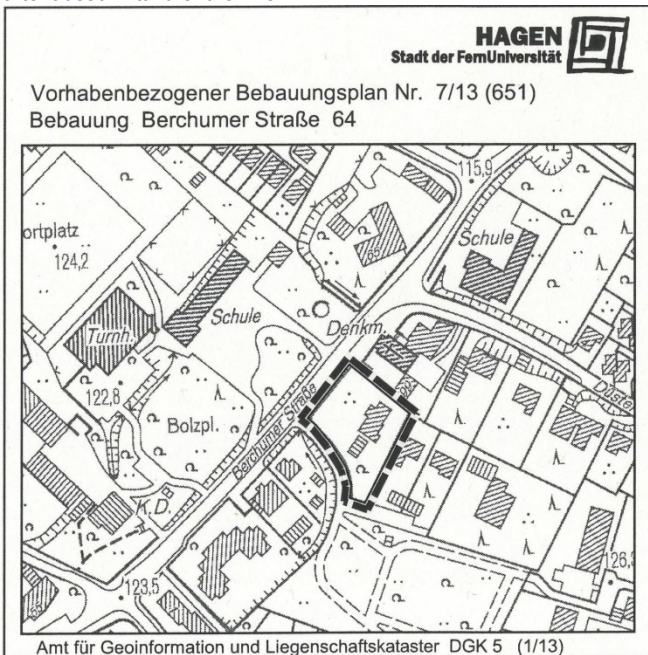 HAGEN
Stadt der FernUniversität
Vorhabenbezogener Bebauungsplan Nr. 7/13 (651)
Bebauung Berchumer Straße 64
115,9
ortplatz
124,2
Schule
Schule
Denkm.
Turnh.
122,8
Bolzpl.
Berchumer Straße
Düste
K.D.
123,5
126,
Amt für Geoinformation und Liegenschaftskataster DGK 5 (1/13)